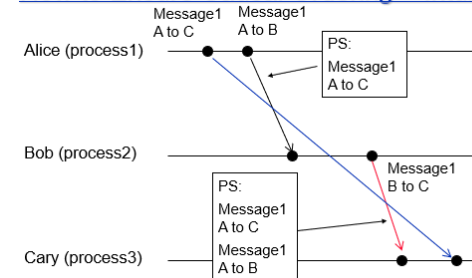 Message1
A to C
Message1
A to B
Alice (process1)
PS:
Message1
A to C
Bob (process2)
Message1
B to C
PS:
Message1
A to C
Message1
A to B
Cary (process3)